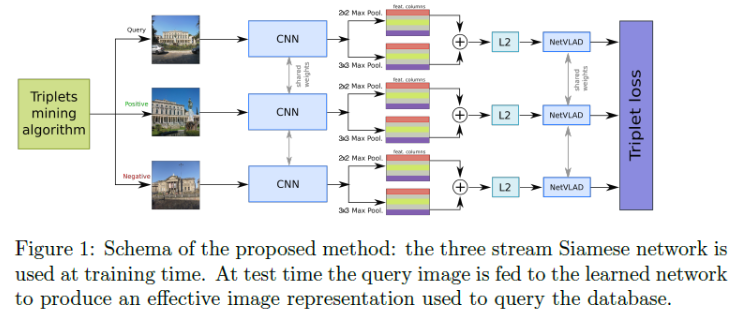 Triplets
mining
algorithm
Query
CNN
2x2 Max Pool.
feat. columns
3x3 Max Pool.
L2
NetVLAD
shared
weights
shared
weights
Positive
CNN
2x2 Max Pool.
feat. columns
3x3 Max Pool.
L2
NetVLAD
Negative
CNN
2x2 Max Pool.
feat. columns
3x3 Max Pool.
L2
NetVLAD
Triplet loss
Figure 1: Schema of the proposed method: the three stream Siamese network is
used at training time. At test time the query image is fed to the learned network
to produce an effective image representation used to query the database.